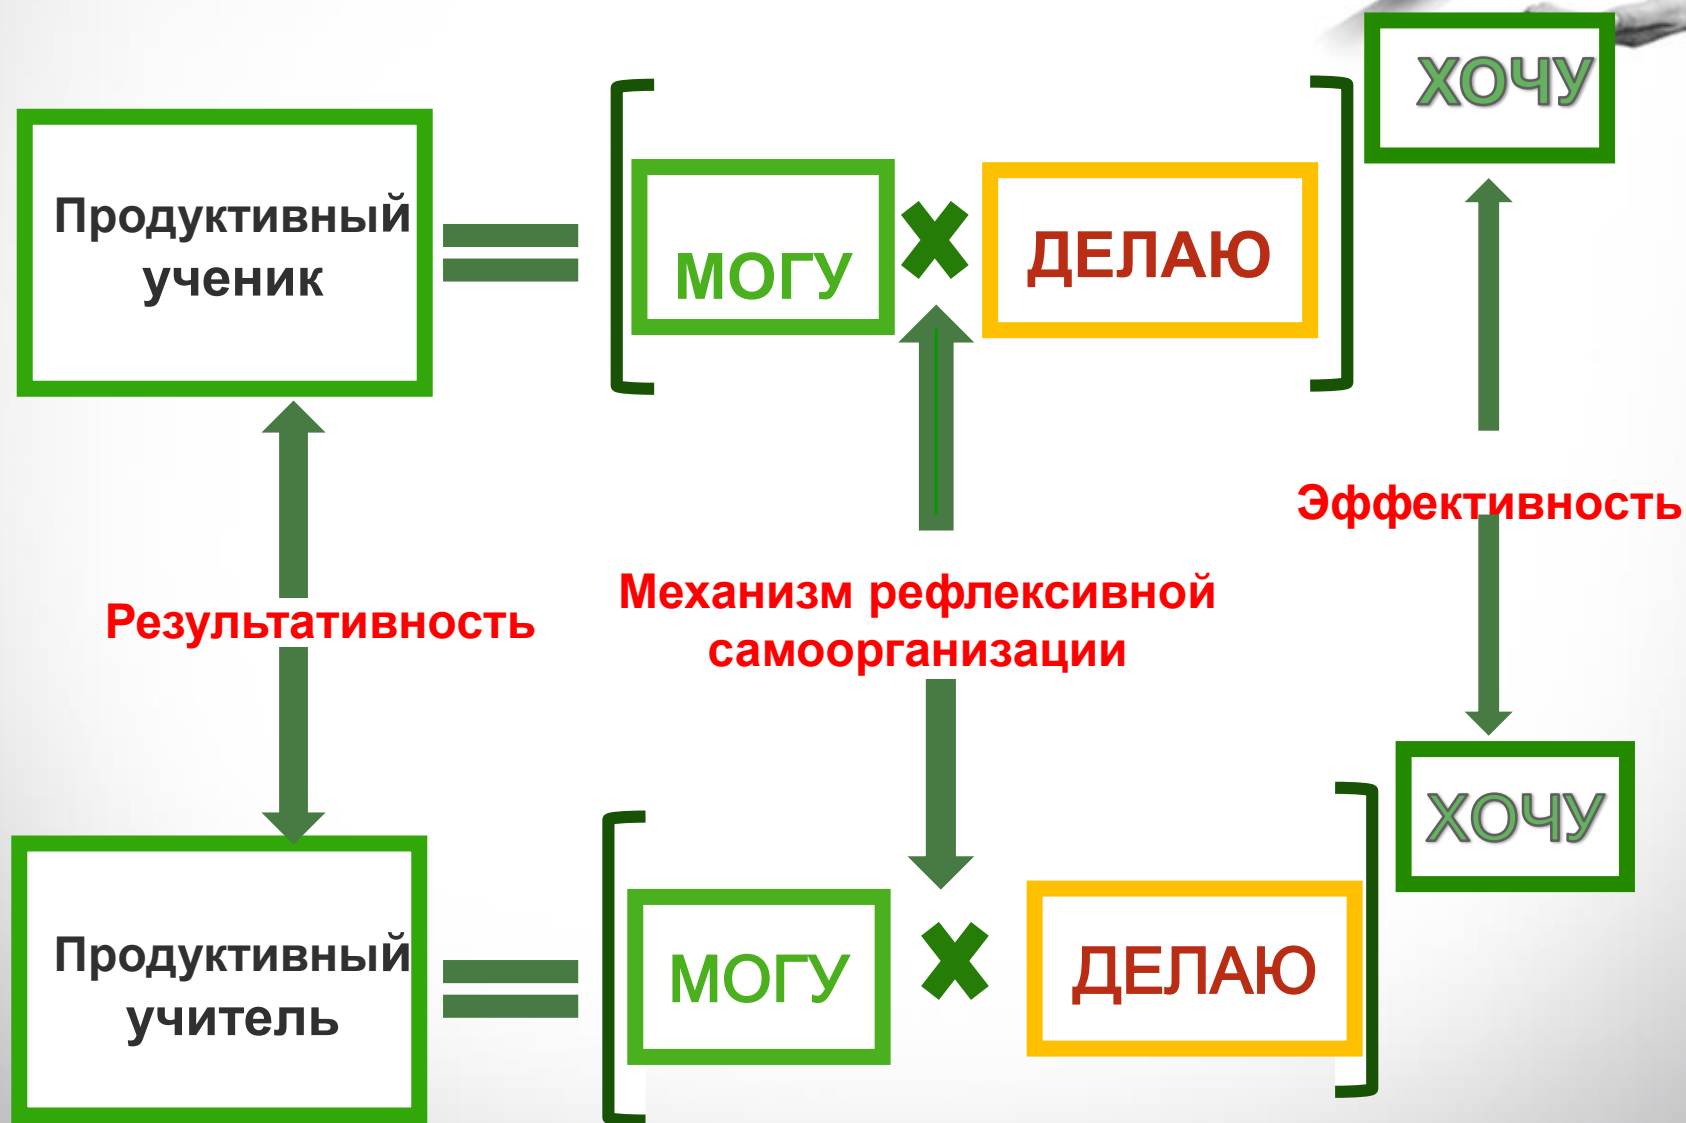 ХОЧУ
Продуктивный
ученик
МОГУ
ДЕЛАЮ
Эффективность
Результативность
Механизм рефлексивной
самоорганизации
ХОЧУ
Продуктивный
учитель
МОГУ
ДЕЛАЮ